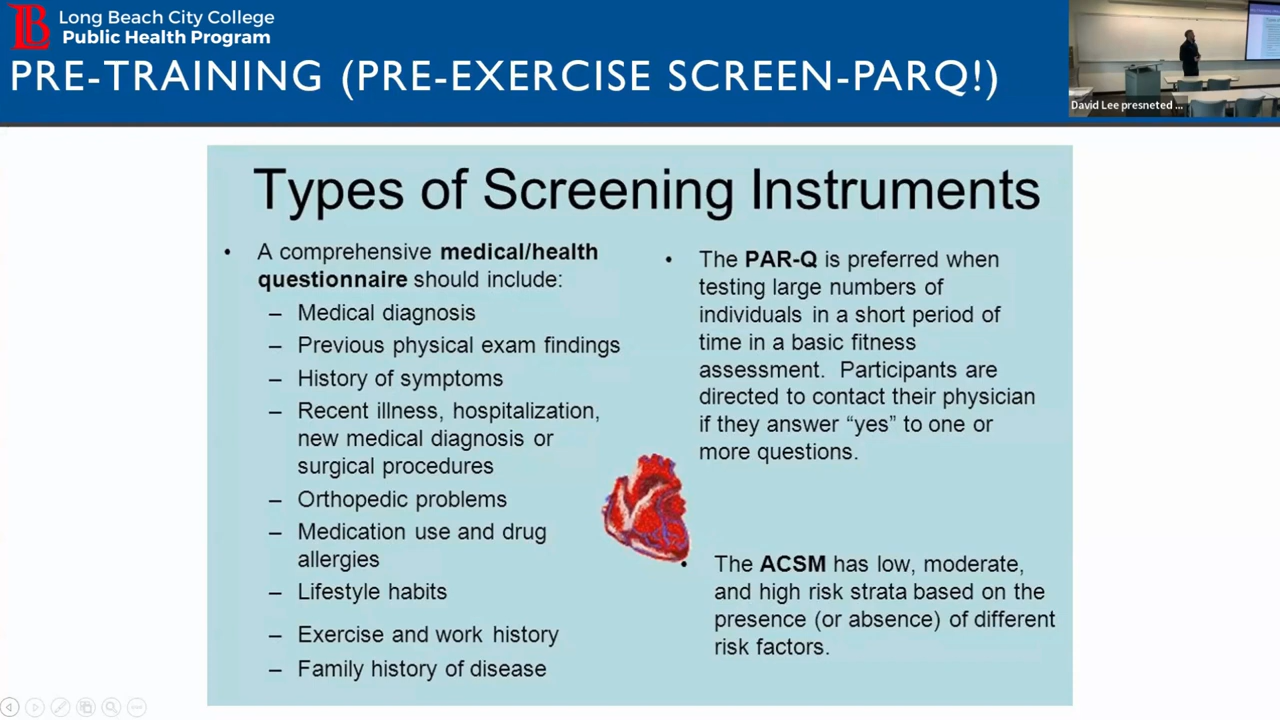 Long Beach City College
Public Health Program
PRE-TRAINING (PRE-EXERCISE SCREEN-PARQ!)
David Lee presneted ...
Types of Screening Instruments
• A comprehensive medical/health
questionnaire should include:
– Medical diagnosis
– Previous physical exam findings
– History of symptoms
– Recent illness, hospitalization,
new medical diagnosis or
surgical procedures
– Orthopedic problems
– Medication use and drug
allergies
– Lifestyle habits
– Exercise and work history
– Family history of disease
• The PAR-Q is preferred when
testing large numbers of
individuals in a short period of
time in a basic fitness
assessment. Participants are
directed to contact their physician
if they answer “yes” to one or
more questions.
• The ACSM has low, moderate,
and high risk strata based on the
presence (or absence) of different
risk factors.